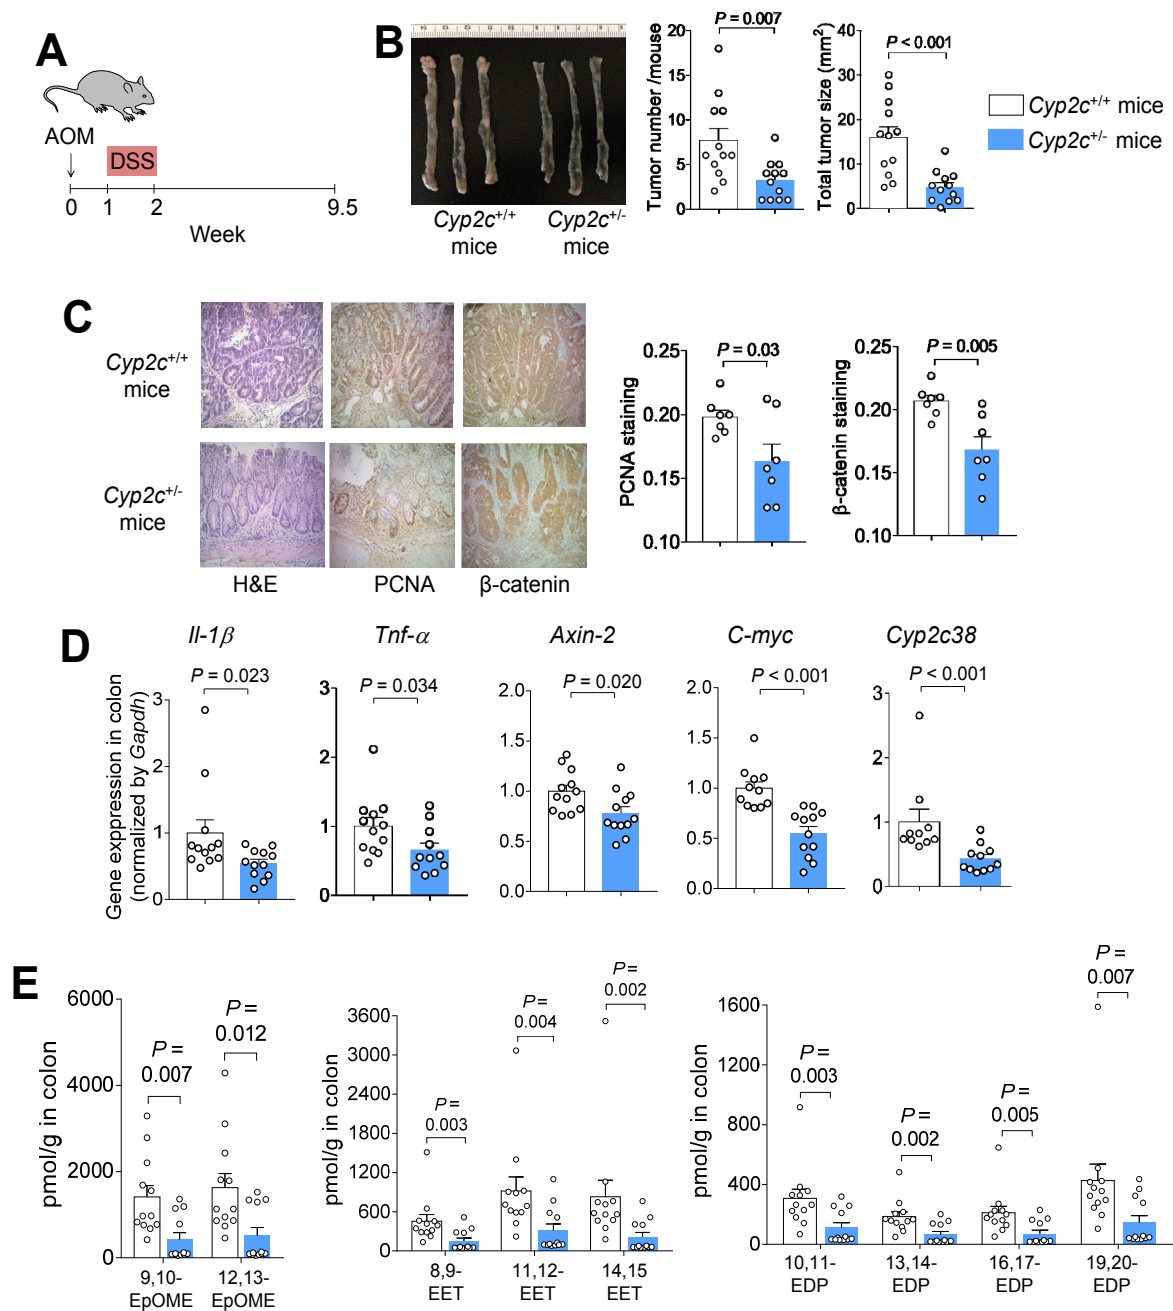 A
AOM
DSS
0
1
2
9.5
Week
B
Cyp2c+/+
mice
Cyp2c+/-
mice
P = 0.007
Tumor number /mouse
20
15
10
5
0
P < 0.001
Total tumor size (mm2)
40
30
20
10
0
Cyp2c+/+ mice
Cyp2c+/- mice
C
Cyp2c+/+
mice
Cyp2c+/-
mice
H&E
PCNA
β-catenin
P = 0.03
PCNA staining
0.25
0.20
0.15
0.10
P = 0.005
β-catenin staining
0.25
0.20
0.15
0.10
D
Gene exppression in colon
(normalized by Gapdh)
Il-1β
P = 0.023
3
2
1
0
Tnf-α
P = 0.034
3
2
1
0
Axin-2
P = 0.020
2.0
1.5
1.0
0.5
0.0
C-myc
P < 0.001
2.0
1.5
1.0
0.5
0.0
Cyp2c38
P < 0.001
3
2
1
0
E
pmol/g in colon
6000
4000
2000
0
P =
0.007
P =
0.012
9,10-
EpOME
12,13-
EpOME
pmol/g in colon
3600
3000
2400
1800
1200
600
0
P =
0.003
P =
0.004
P =
0.002
8,9-
EET
11,12-
EET
14,15
EET
pmol/g in colon
1600
1200
800
400
0
P =
0.003
P =
0.002
P =
0.005
P =
0.007
10,11-
EDP
13,14-
EDP
16,17-
EDP
19,20-
EDP